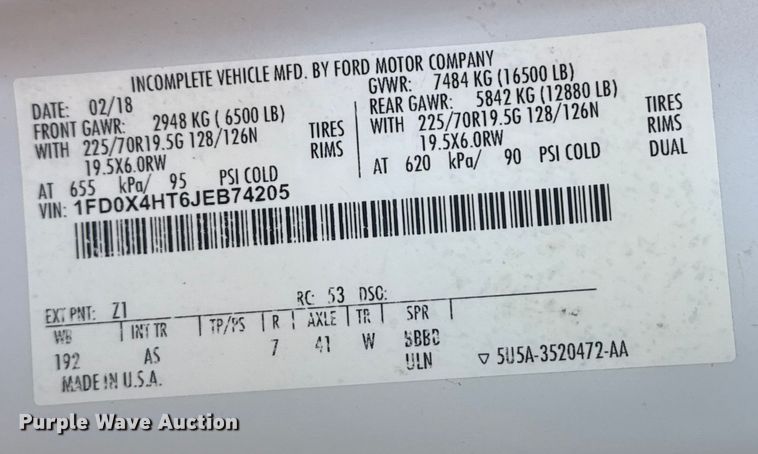 INCOMPLETE VEHICLE MFD. BY FORD MOTOR COMPANY
DATE: 02/18
GVWR: 7484 KG (16500 LB)
FRONT GAWR: 2948 KG ( 6500 LB)
REAR GAWR: 5842 KG (12880 LB)
WITH 225/70R19.5G 128/126N TIRES
WITH 225/70R19.5G 128/126N TIRES
19.5X6.0RW RIMS
19.5X6.0RW RIMS
AT 655 kPa/ 95 PSI COLD
AT 620 kPa/ 90 PSI COLD DUAL
VIN: 1FD0X4HT6JEB74205
EXT PNT: Z1 RC: 53 DSO:
WB INT TR TP/PS R AXLE TR SPR
192 AS 7 41 W
ULN 5U5A-3520472-AA
MADE IN U.S.A.
Purple Wave Auction